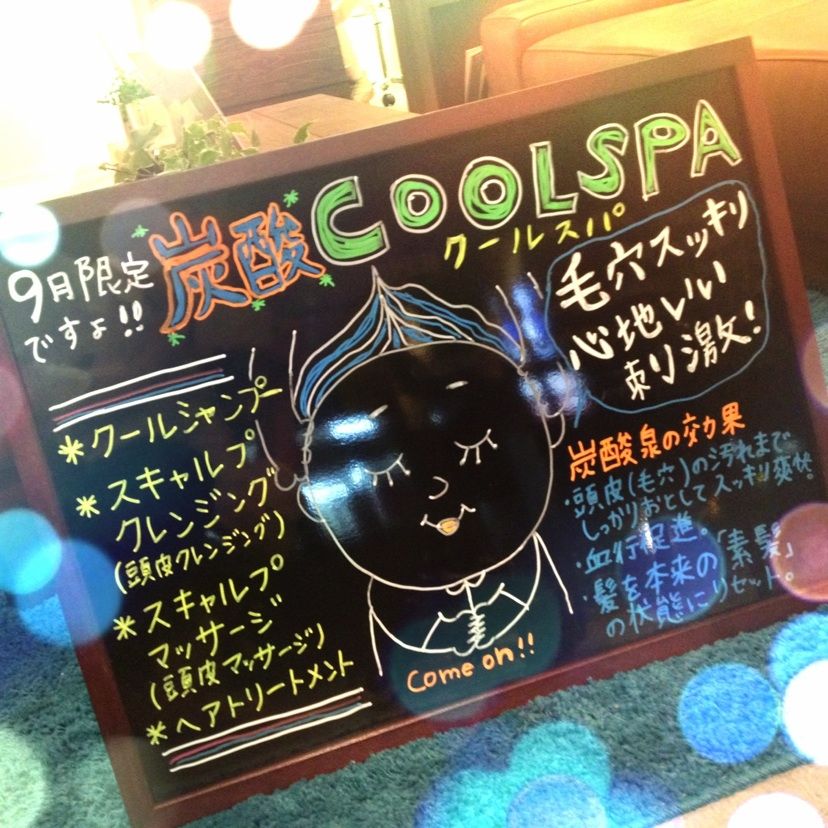 9月限定
ですょ!!
炭酸 COOLSPA
クールスパ
毛穴スッキリ
心地いい
刺激!
*クールシャンプー
*スキャルプ
クレンジング
(頭皮クレンジング)
*スキャルプ
マッサージ
(頭皮マッサージ)
*ヘアトリートメント
炭酸泉の効果
・頭皮(毛穴)の汚れまで
しっかりおとしてスッキリ爽快。
・血行促進。
・髪を本来の「素髪」
の状態にリセット。
Come on!!